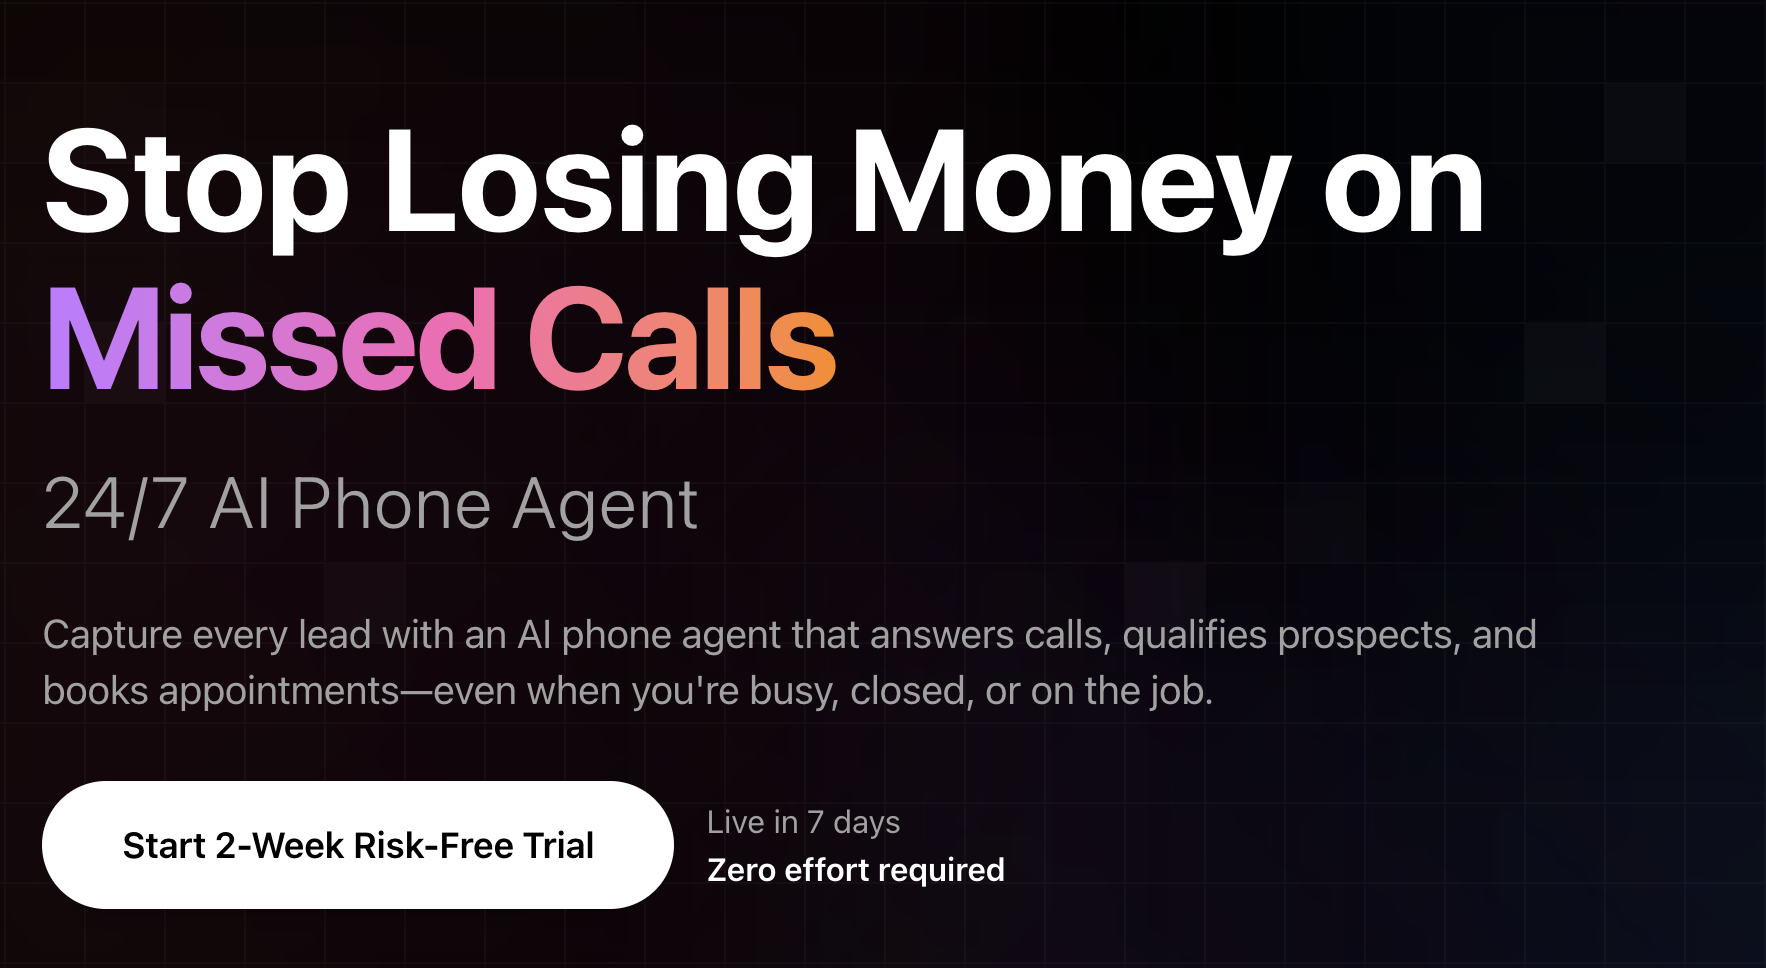 Stop Losing Money on
Missed Calls
24/7 AI Phone Agent
Capture every lead with an AI phone agent that answers calls, qualifies prospects, and
books appointments—even when you're busy, closed, or on the job.
Start 2-Week Risk-Free Trial
Live in 7 days
Zero effort required